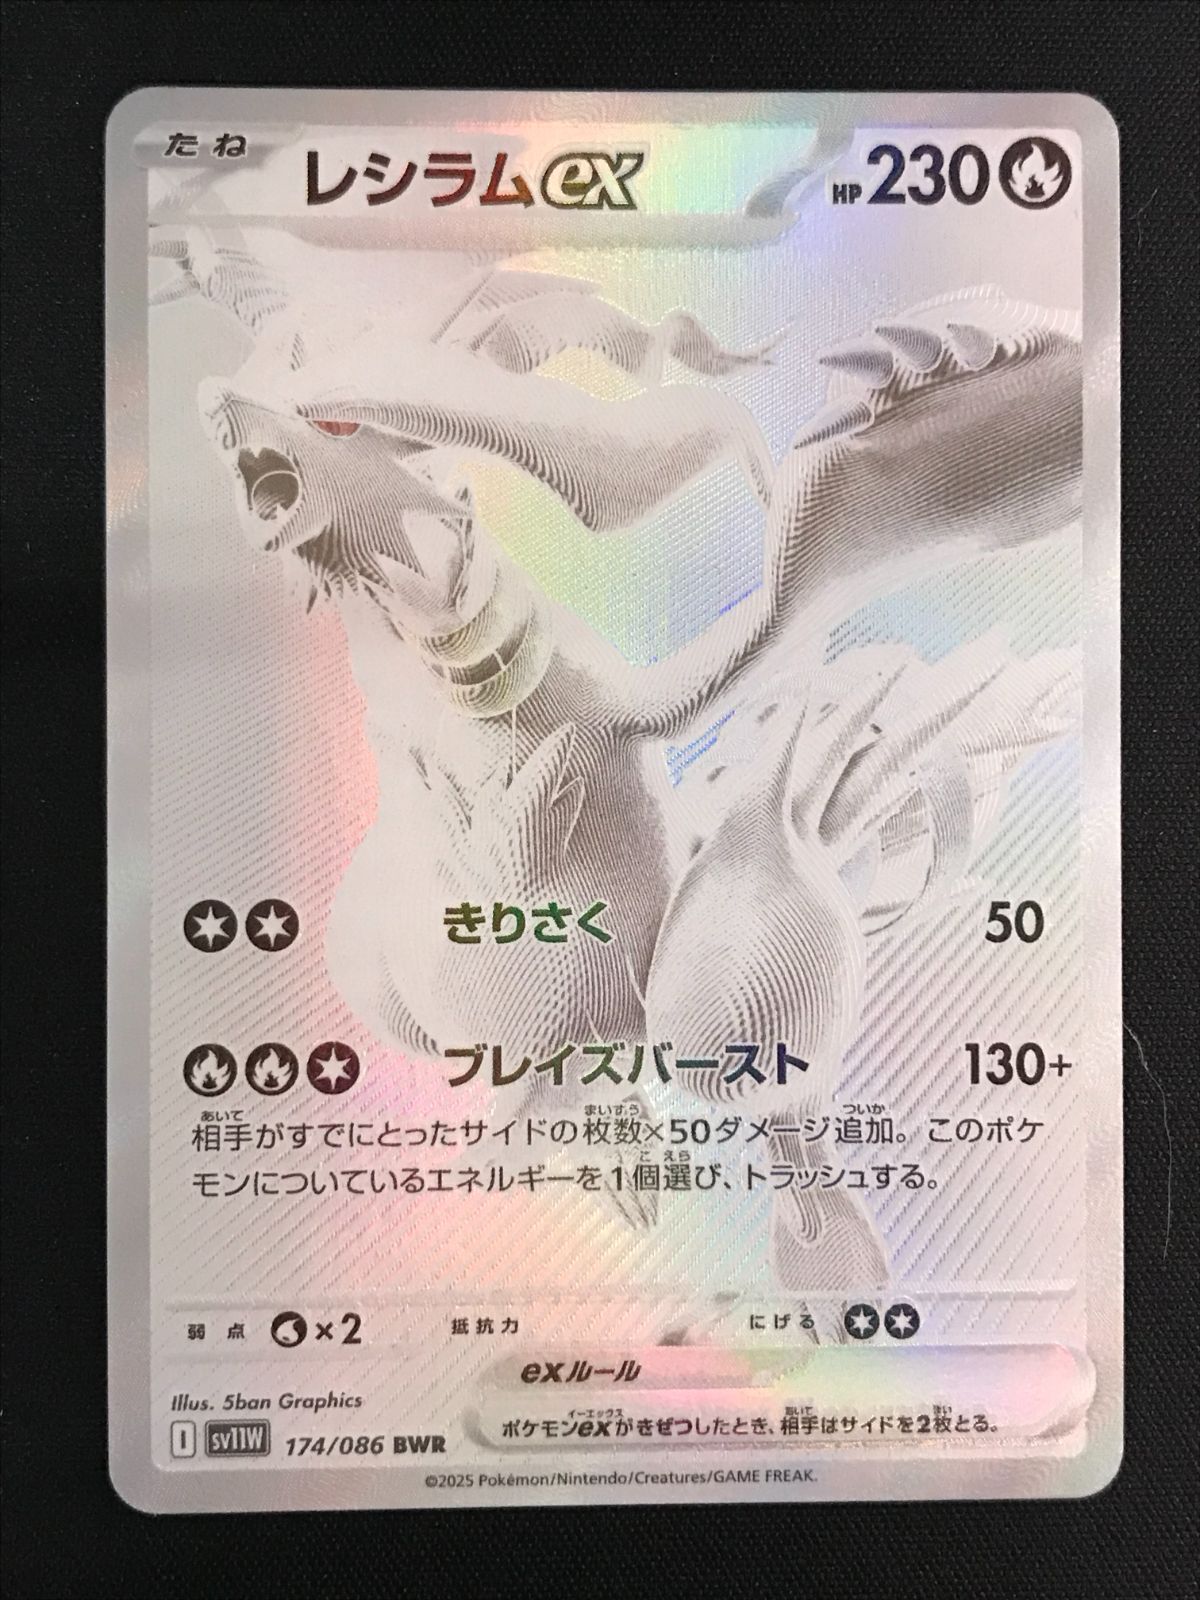 たね
レシラムex
HP230
きりさく 50
ブレイズバースト 130+
相手がすでにとったサイドの枚数×50ダメージ追加。このポケ
モンについているエネルギーを1個選び、トラッシュする。
弱点 ×2 抵抗力 にげる
exルール
ポケモンexがきぜつしたとき、相手はサイドを2枚とる。
Illus. 5ban Graphics
I SV11W 174/086 BWR
©2025 Pokémon/Nintendo/Creatures/GAME FREAK.